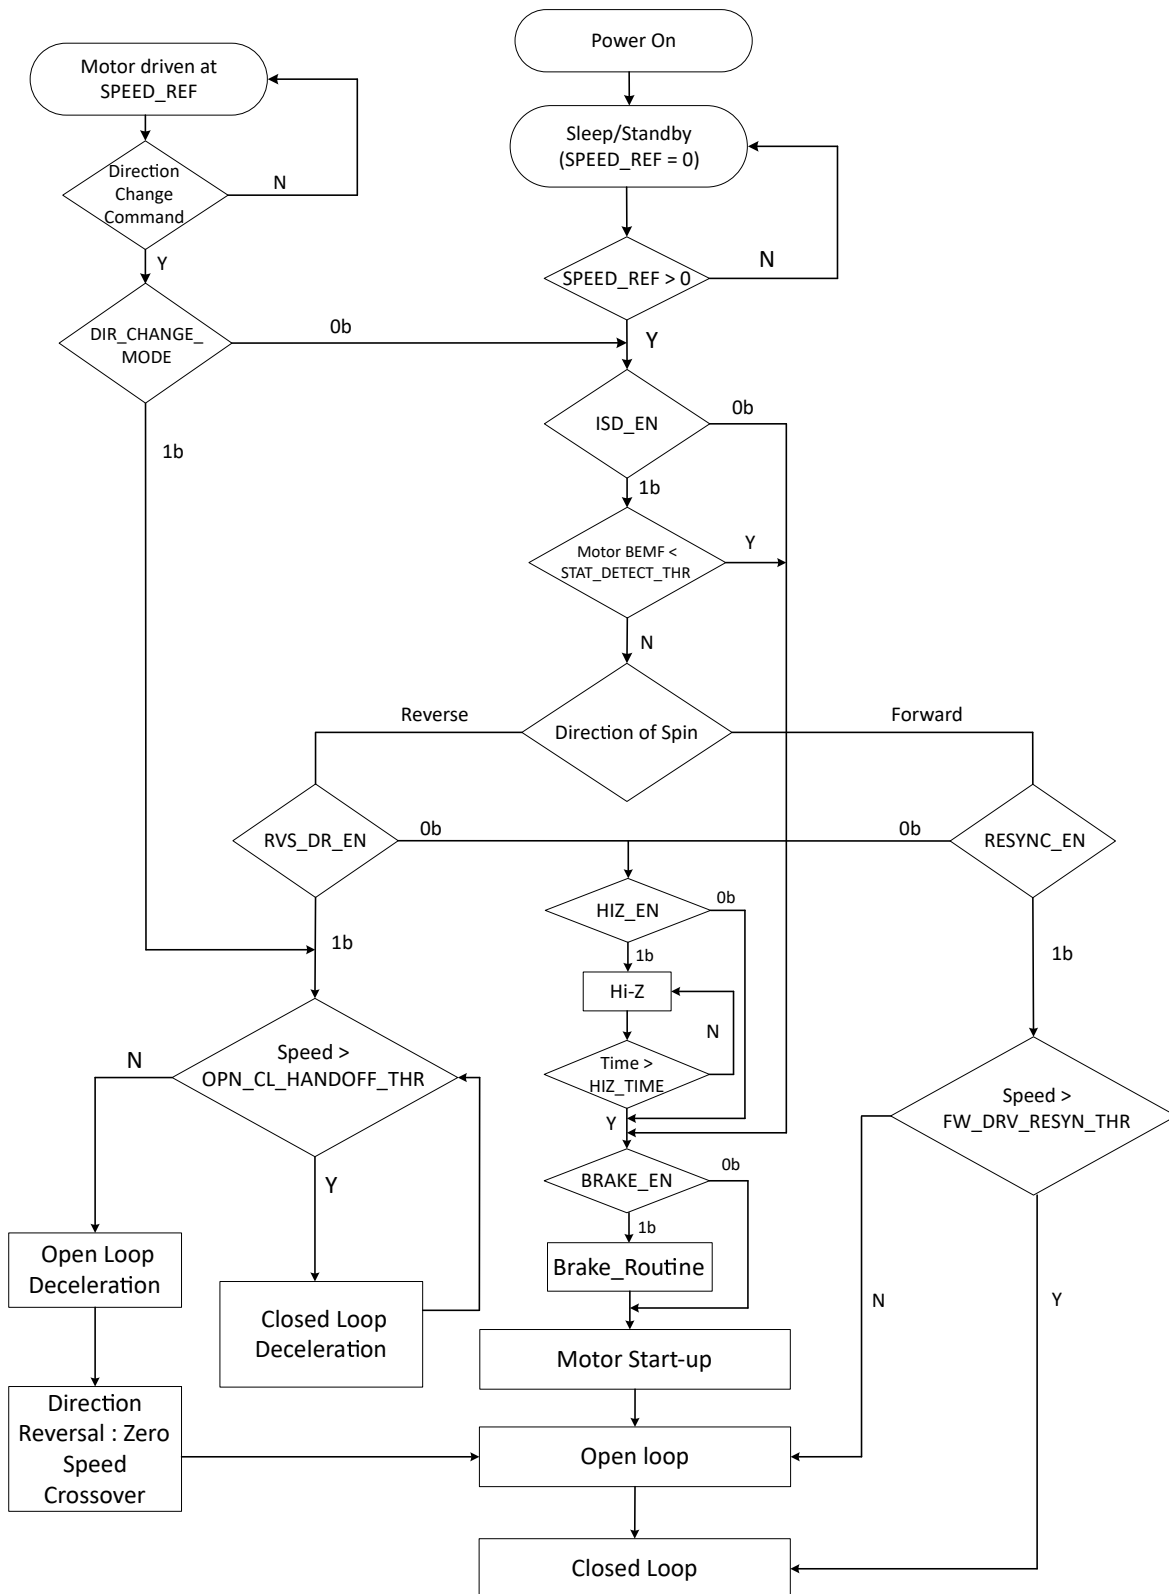 Power On
Motor driven at
SPEED_REF
Sleep/Standby
(SPEED_REF = 0)
Direction
Change
Command
N
Y
SPEED_REF > 0
N
Y
DIR_CHANGE_
MODE
0b
1b
ISD_EN
0b
1b
Motor BEMF <
STAT_DETECT_THR
Y
N
Direction of Spin
Reverse
Forward
RVS_DR_EN
0b
1b
RESYNC_EN
0b
1b
HIZ_EN
0b
1b
Hi-Z
Time >
HIZ_TIME
N
Y
Speed >
OPN_CL_HANDOFF_THR
N
Y
Speed >
FW_DRV_RESYN_THR
N
Y
BRAKE_EN
0b
1b
Brake_Routine
Open Loop
Deceleration
Closed Loop
Deceleration
Motor Start-up
Direction
Reversal : Zero
Speed
Crossover
Open loop
Closed Loop